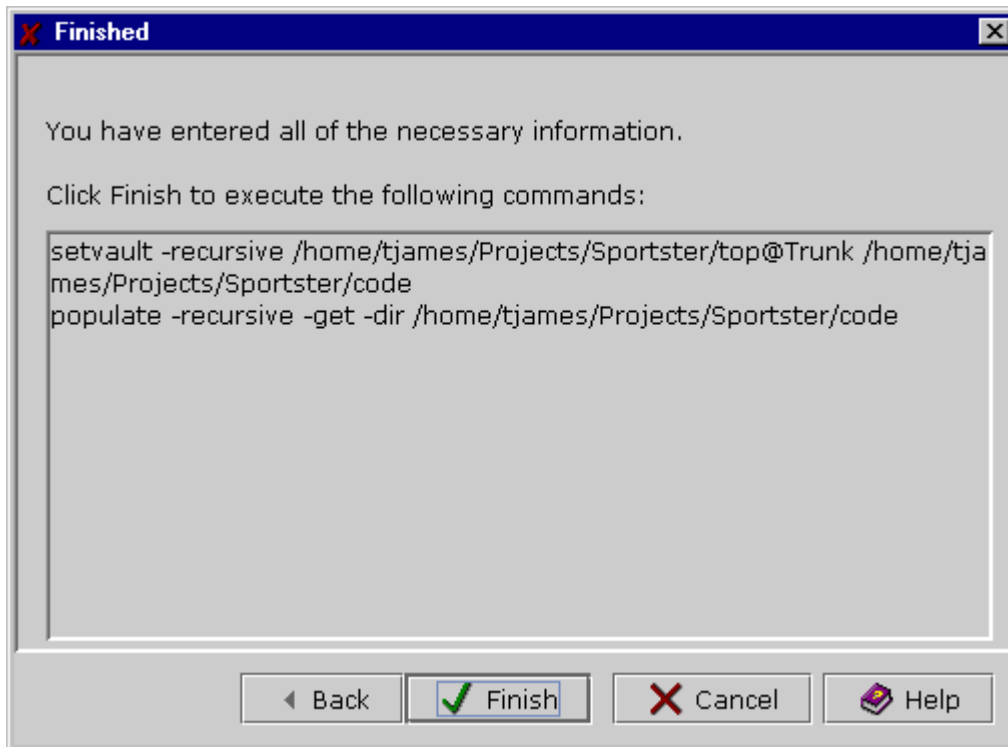 Finished
You have entered all of the necessary information.
Click Finish to execute the following commands:
setvault -recursive /home/tjames/Projects/Sportster/top@Trunk /home/tja
mes/Projects/Sportster/code
populate -recursive -get -dir /home/tjames/Projects/Sportster/code
Back Finish Cancel Help